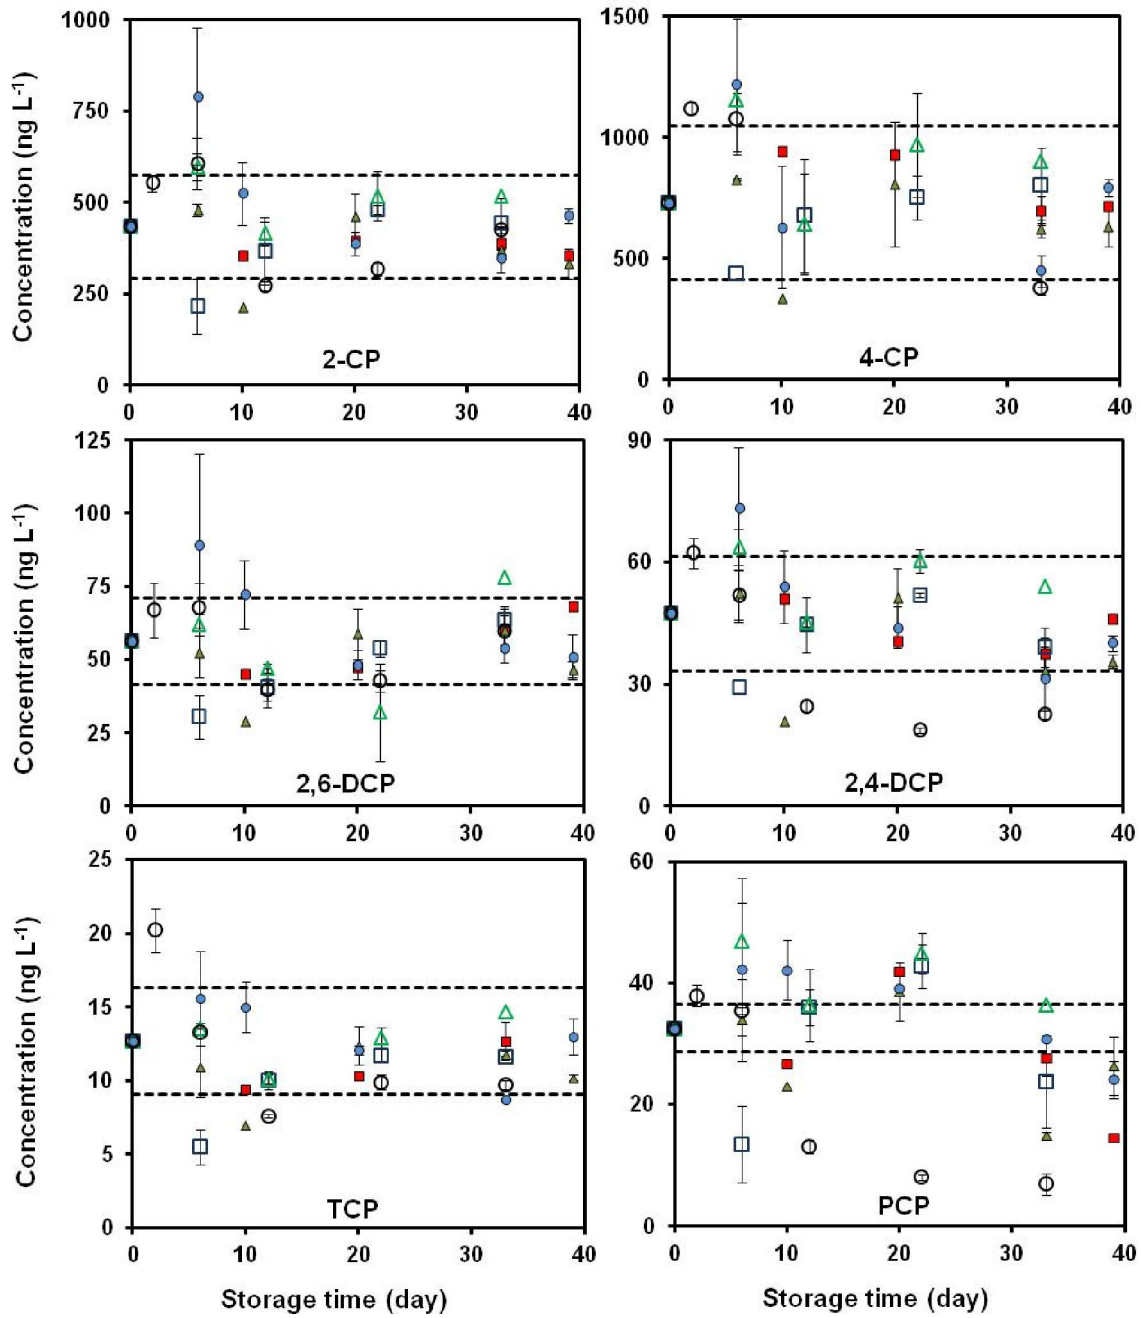 1000
750
500
250
0
0 10 20 30 40
Concentration (ng L-1)
2-CP
1500
1000
500
0
0 10 20 30 40
4-CP
125
100
75
50
25
0
0 10 20 30 40
Concentration (ng L-1)
2,6-DCP
90
60
30
0
0 10 20 30 40
2,4-DCP
25
20
15
10
5
0
0 10 20 30 40
Concentration (ng L-1)
TCP
Storage time (day)
60
40
20
0
0 10 20 30 40
PCP
Storage time (day)